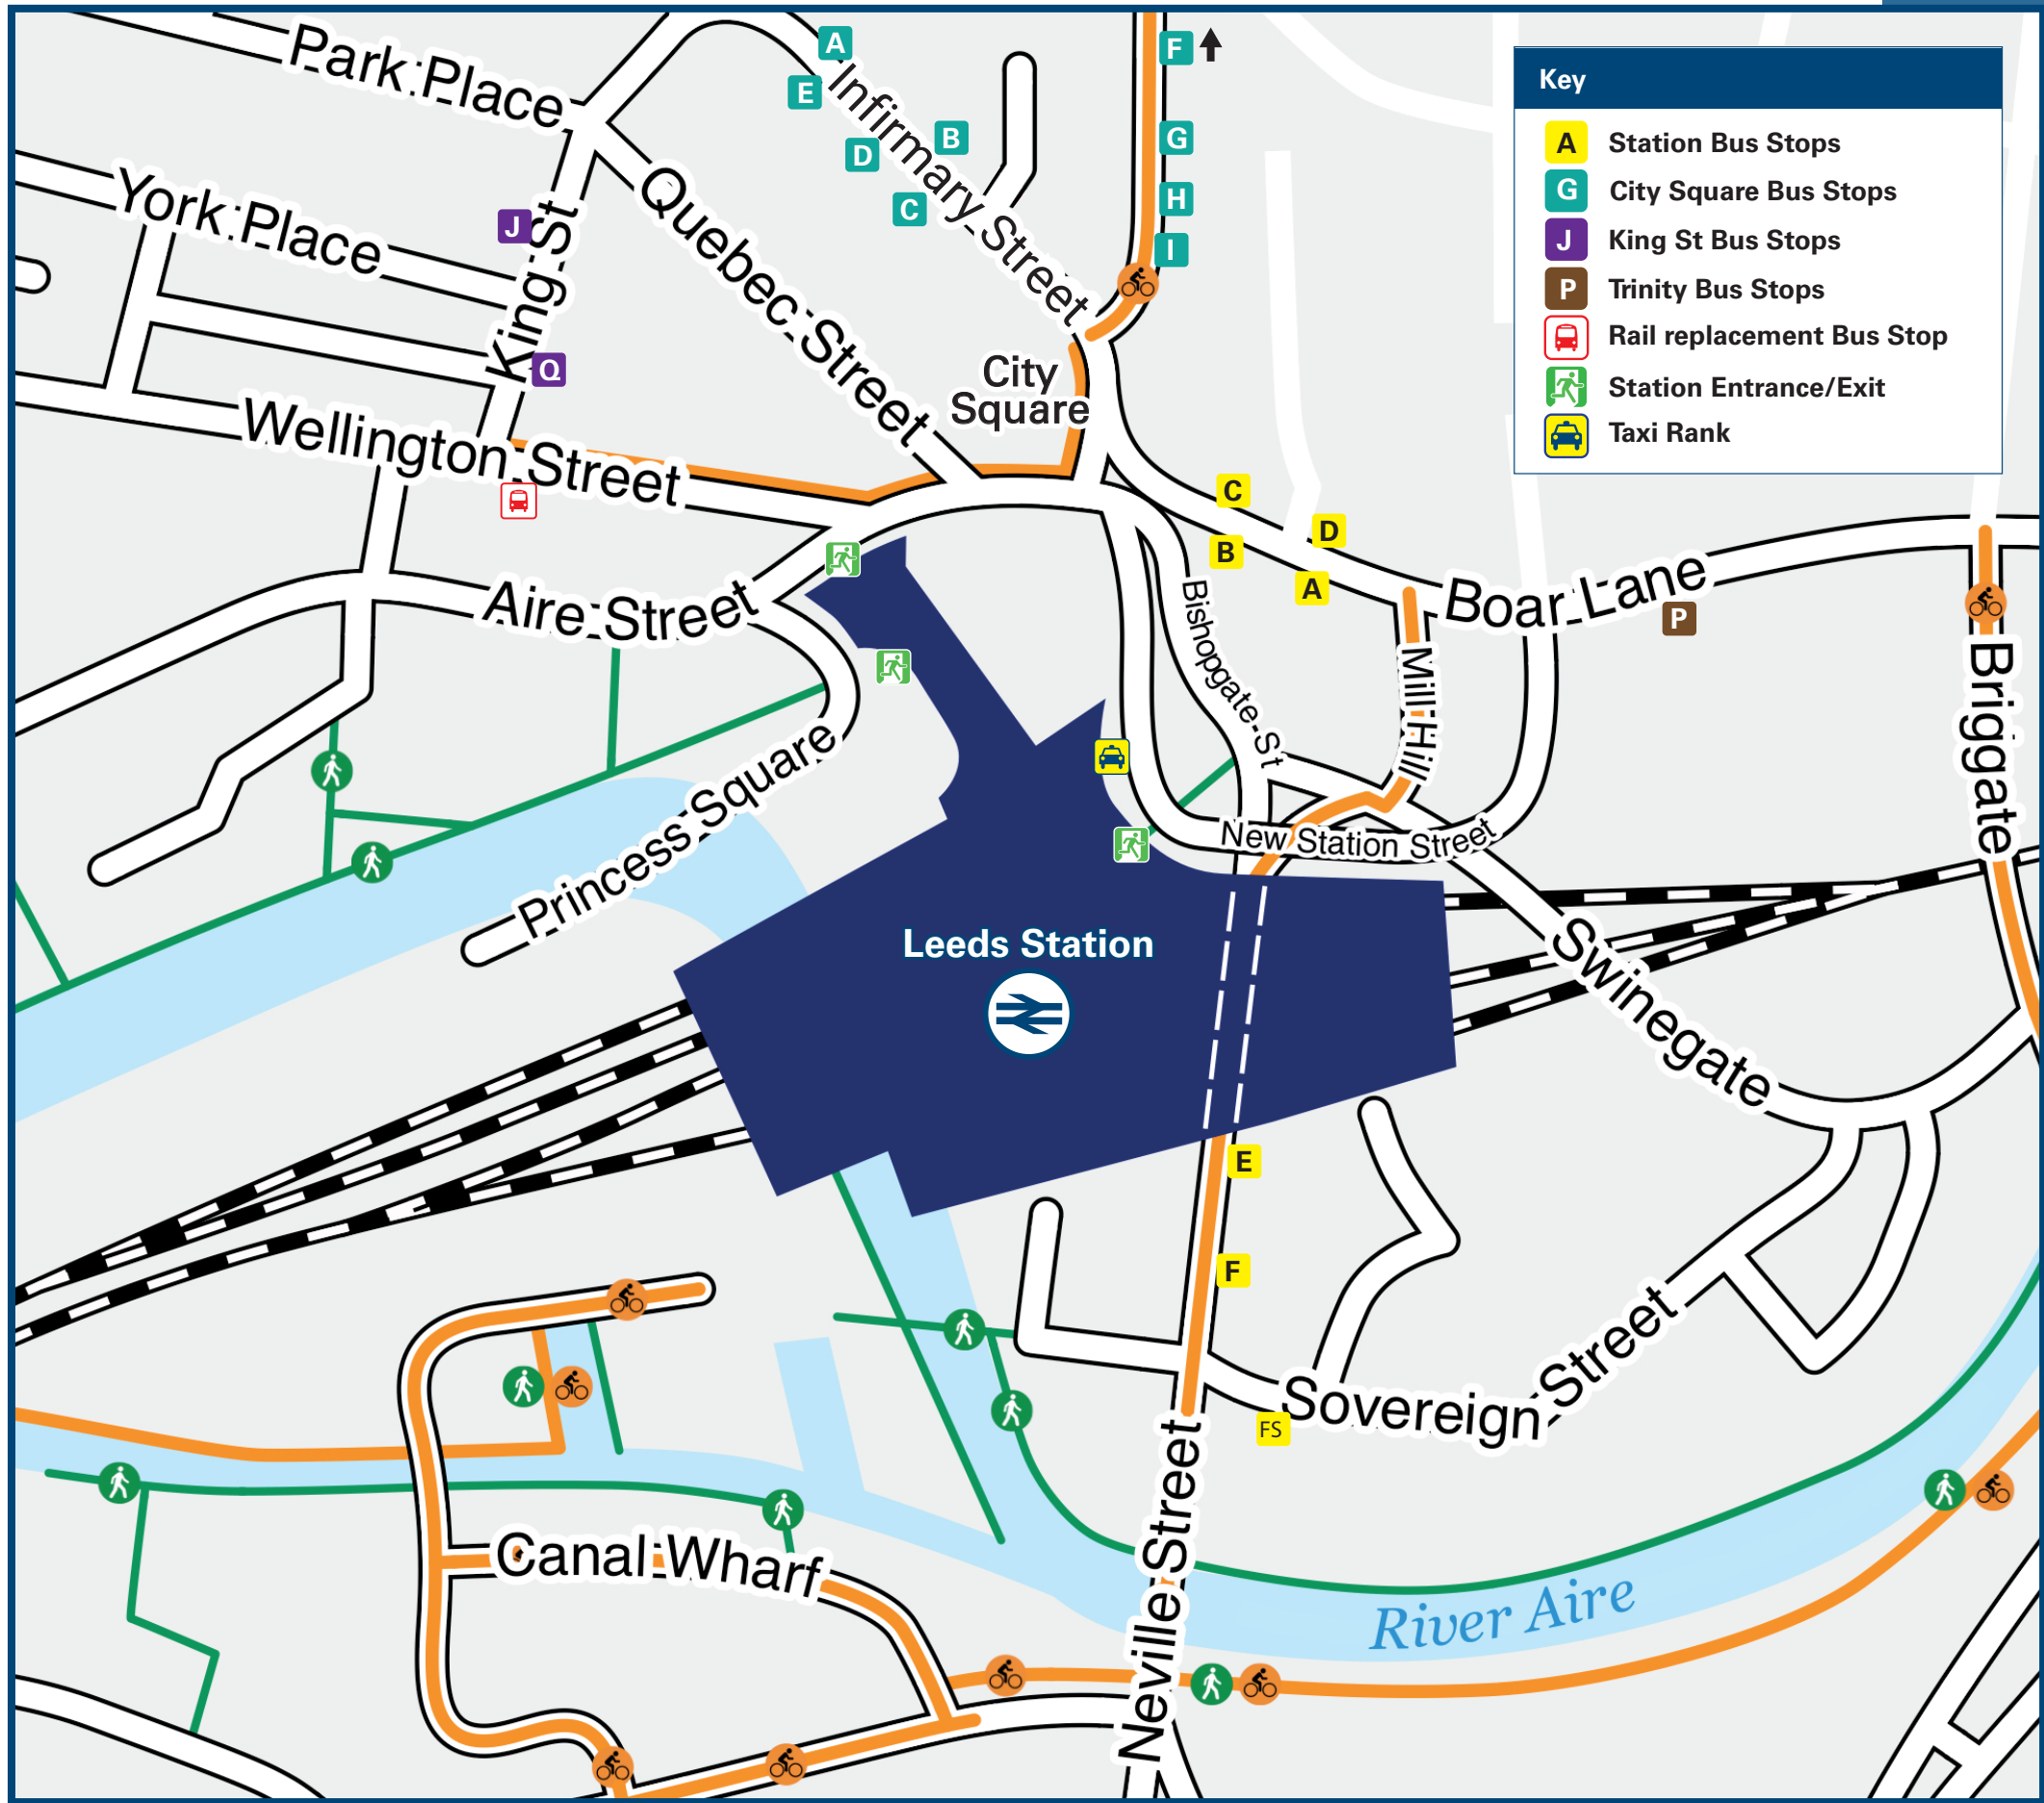 Park Place
A
E
Infirmary Street
B
D
C
F
G
H
I
Key
A Station Bus Stops
G City Square Bus Stops
J King St Bus Stops
P Trinity Bus Stops
Rail replacement Bus Stop
Station Entrance/Exit
Taxi Rank
York Place
J
King St
Quebec Street
Q
City
Square
Wellington Street
C
D
B
A
Boar Lane
P
Aire Street
Bishopgate St
Mill Hill
Briggate
Princess Square
New Station Street
Leeds Station
Swinegate
E
F
Sovereign Street
FS
Neville Street
Canal Wharf
River Aire